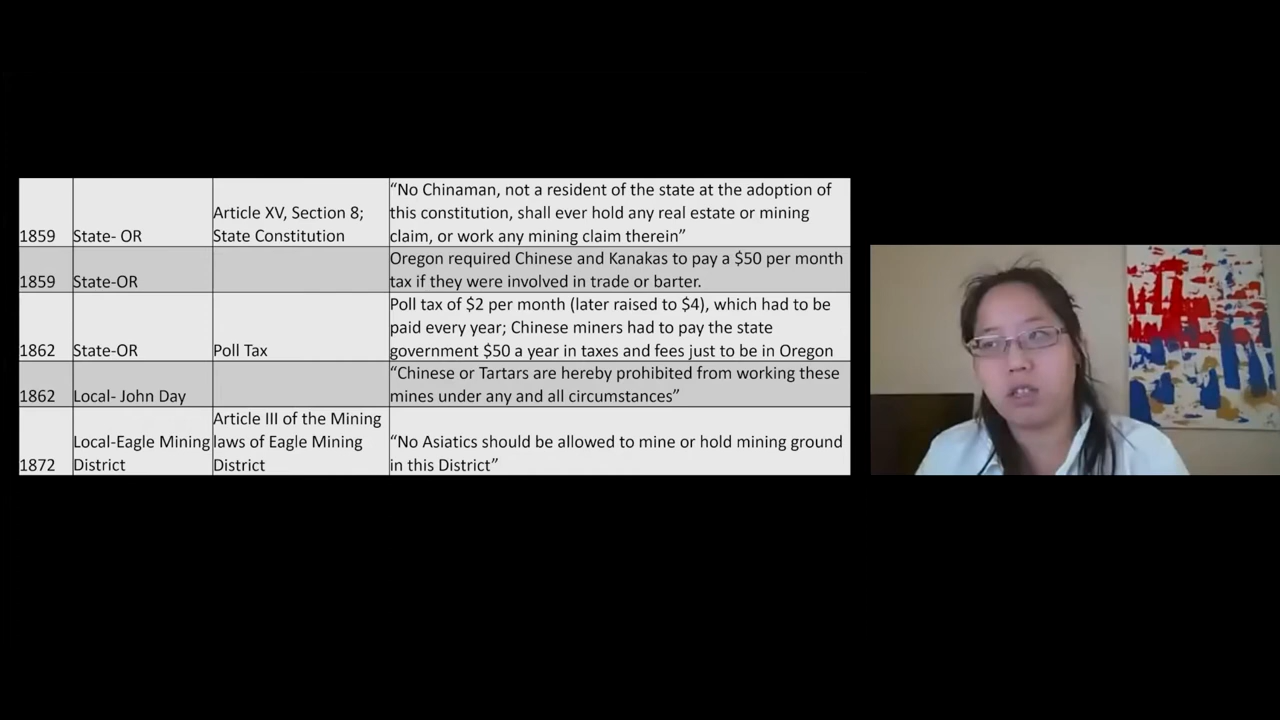 1859
State- OR
Article XV, Section 8;
State Constitution
“No Chinaman, not a resident of the state at the adoption of
this constitution, shall ever hold any real estate or mining
claim, or work any mining claim therein”
1859
State-OR
Oregon required Chinese and Kanakas to pay a $50 per month
tax if they were involved in trade or barter.
1862
State-OR
Poll Tax
Poll tax of $2 per month (later raised to $4), which had to be
paid every year; Chinese miners had to pay the state
government $50 a year in taxes and fees just to be in Oregon
1862
Local- John Day
“Chinese or Tartars are hereby prohibited from working these
mines under any and all circumstances”
1872
Local-Eagle Mining
District
Article III of the Mining
laws of Eagle Mining
District
“No Asiatics should be allowed to mine or hold mining ground
in this District”